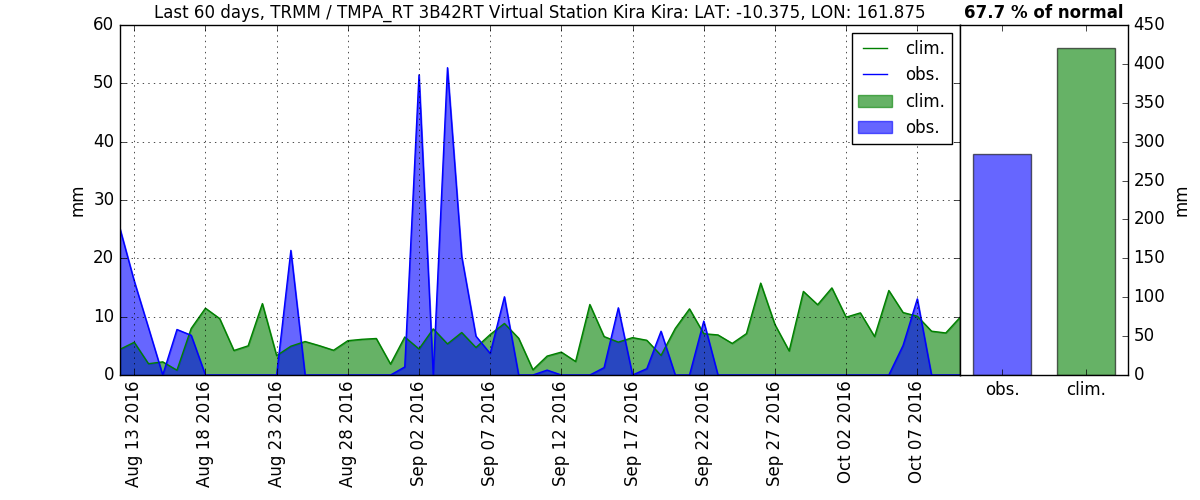 Last 60 days, TRMM / TMPA_RT 3B42RT Virtual Station Kira Kira: LAT: -10.375, LON: 161.875
67.7 % of normal
60
50
40
30
20
10
0
mm
clim.
obs.
clim.
obs.
Aug 13 2016
Aug 18 2016
Aug 23 2016
Aug 28 2016
Sep 02 2016
Sep 07 2016
Sep 12 2016
Sep 17 2016
Sep 22 2016
Sep 27 2016
Oct 02 2016
Oct 07 2016
450
400
350
300
250
200
150
100
50
0
mm
obs.
clim.